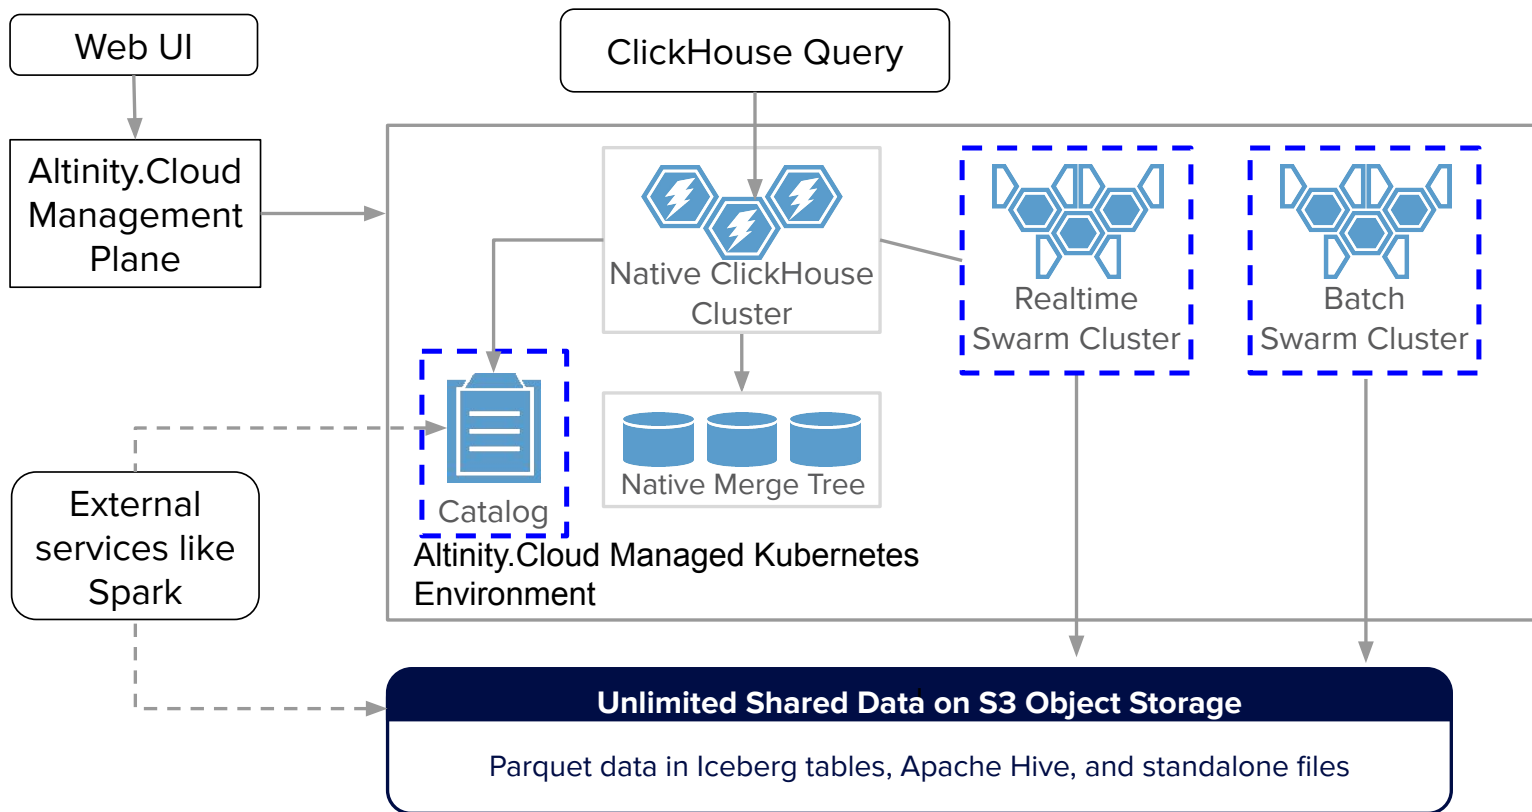 Web UI
ClickHouse Query
Altinity.Cloud
Management
Plane
Native ClickHouse
Cluster
Realtime
Swarm Cluster
Batch
Swarm Cluster
Catalog
Native Merge Tree
External
services like
Spark
Altinity.Cloud Managed Kubernetes
Environment
Unlimited Shared Data on S3 Object Storage
Parquet data in Iceberg tables, Apache Hive, and standalone files